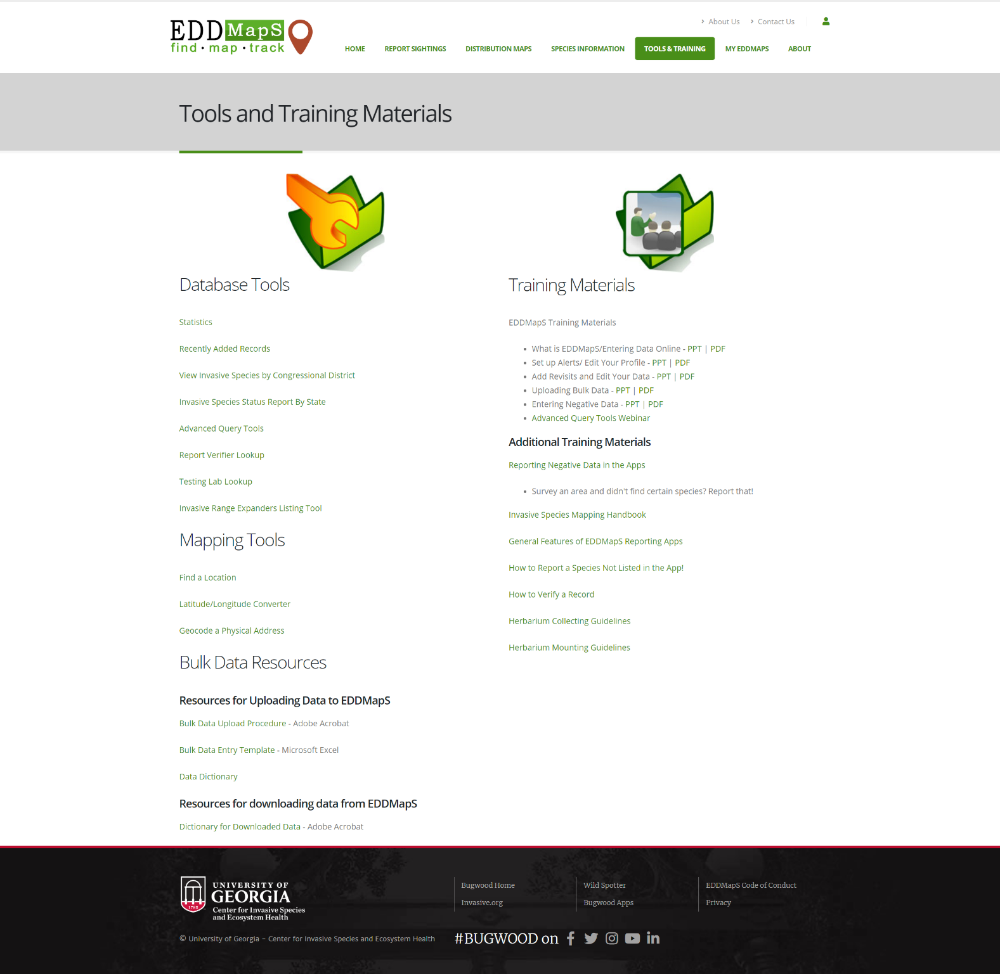 EDDMapS
find · map · track
About Us
Contact Us
HOME
REPORT SIGHTINGS
DISTRIBUTION MAPS
SPECIES INFORMATION
TOOLS & TRAINING
MY EDDMAPS
ABOUT
Tools and Training Materials
Database Tools
Statistics
Recently Added Records
View Invasive Species by Congressional District
Invasive Species Status Report By State
Advanced Query Tools
Report Verifier Lookup
Testing Lab Lookup
Invasive Range Expanders Listing Tool
Mapping Tools
Find a Location
Latitude/Longitude Converter
Geocode a Physical Address
Bulk Data Resources
Resources for Uploading Data to EDDMapS
Bulk Data Upload Procedure - Adobe Acrobat
Bulk Data Entry Template - Microsoft Excel
Data Dictionary
Resources for downloading data from EDDMapS
Dictionary for Downloaded Data - Adobe Acrobat
Training Materials
EDDMapS Training Materials
• What is EDDMapS/Entering Data Online - PPT | PDF
• Set up Alerts/ Edit Your Profile - PPT | PDF
• Add Revisits and Edit Your Data - PPT | PDF
• Uploading Bulk Data - PPT | PDF
• Entering Negative Data - PPT | PDF
• Advanced Query Tools Webinar
Additional Training Materials
Reporting Negative Data in the Apps
• Survey an area and didn't find certain species? Report that!
Invasive Species Mapping Handbook
General Features of EDDMapS Reporting Apps
How to Report a Species Not Listed in the App!
How to Verify a Record
Herbarium Collecting Guidelines
Herbarium Mounting Guidelines
1785
UNIVERSITY OF
GEORGIA
Center for Invasive Species
and Ecosystem Health
Bugwood Home
Invasive.org
Wild Spotter
Bugwood Apps
EDDMapS Code of Conduct
Privacy
© University of Georgia – Center for Invasive Species and Ecosystem Health
#BUGWOOD on